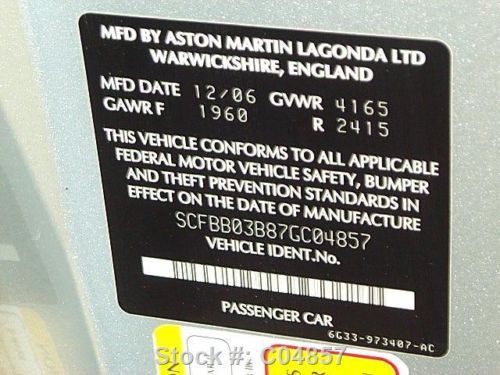 MFD BY ASTON MARTIN LAGONDA LTD
WARWICKSHIRE, ENGLAND
MFD DATE 12/06 GVWR 4165
GAWR F 1960 R 2415
THIS VEHICLE CONFORMS TO ALL APPLICABLE
FEDERAL MOTOR VEHICLE SAFETY, BUMPER
AND THEFT PREVENTION STANDARDS IN
EFFECT ON THE DATE OF MANUFACTURE
SCFBB03B87GC04857
VEHICLE IDENT.No.
PASSENGER CAR
6G33-973407-AC
Stock #: C04857